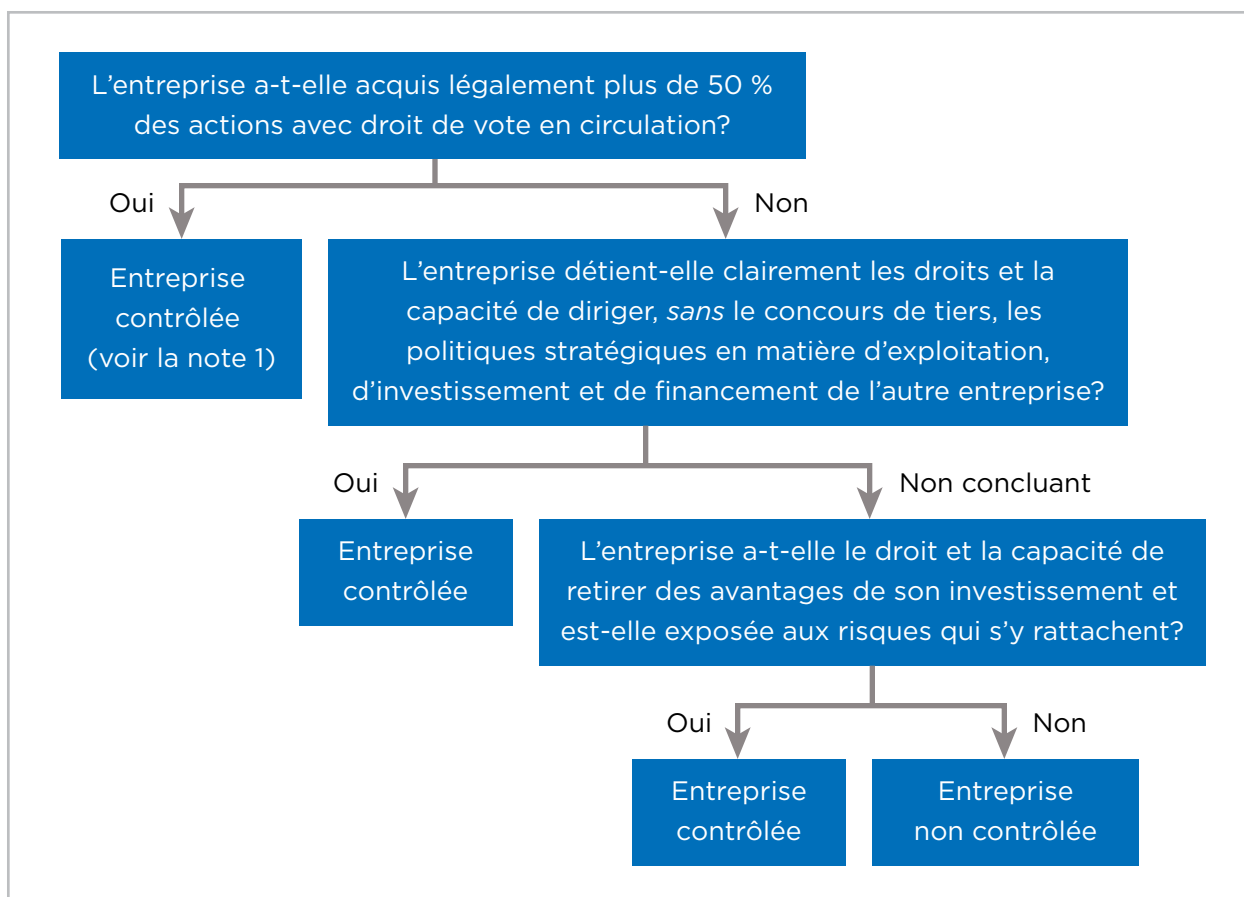 L'entreprise a-t-elle acquis légalement plus de 50 %
des actions avec droit de vote en circulation?
Oui
Non
Entreprise
contrôlée
(voir la note 1)
L'entreprise détient-elle clairement les droits et la
capacité de diriger, sans le concours de tiers, les
politiques stratégiques en matière d'exploitation,
d'investissement et de financement de l'autre entreprise?
Oui
Non concluant
Entreprise
contrôlée
L'entreprise a-t-elle le droit et la capacité de
retirer des avantages de son investissement et
est-elle exposée aux risques qui s'y rattachent?
Oui
Non
Entreprise
contrôlée
Entreprise
non contrôlée